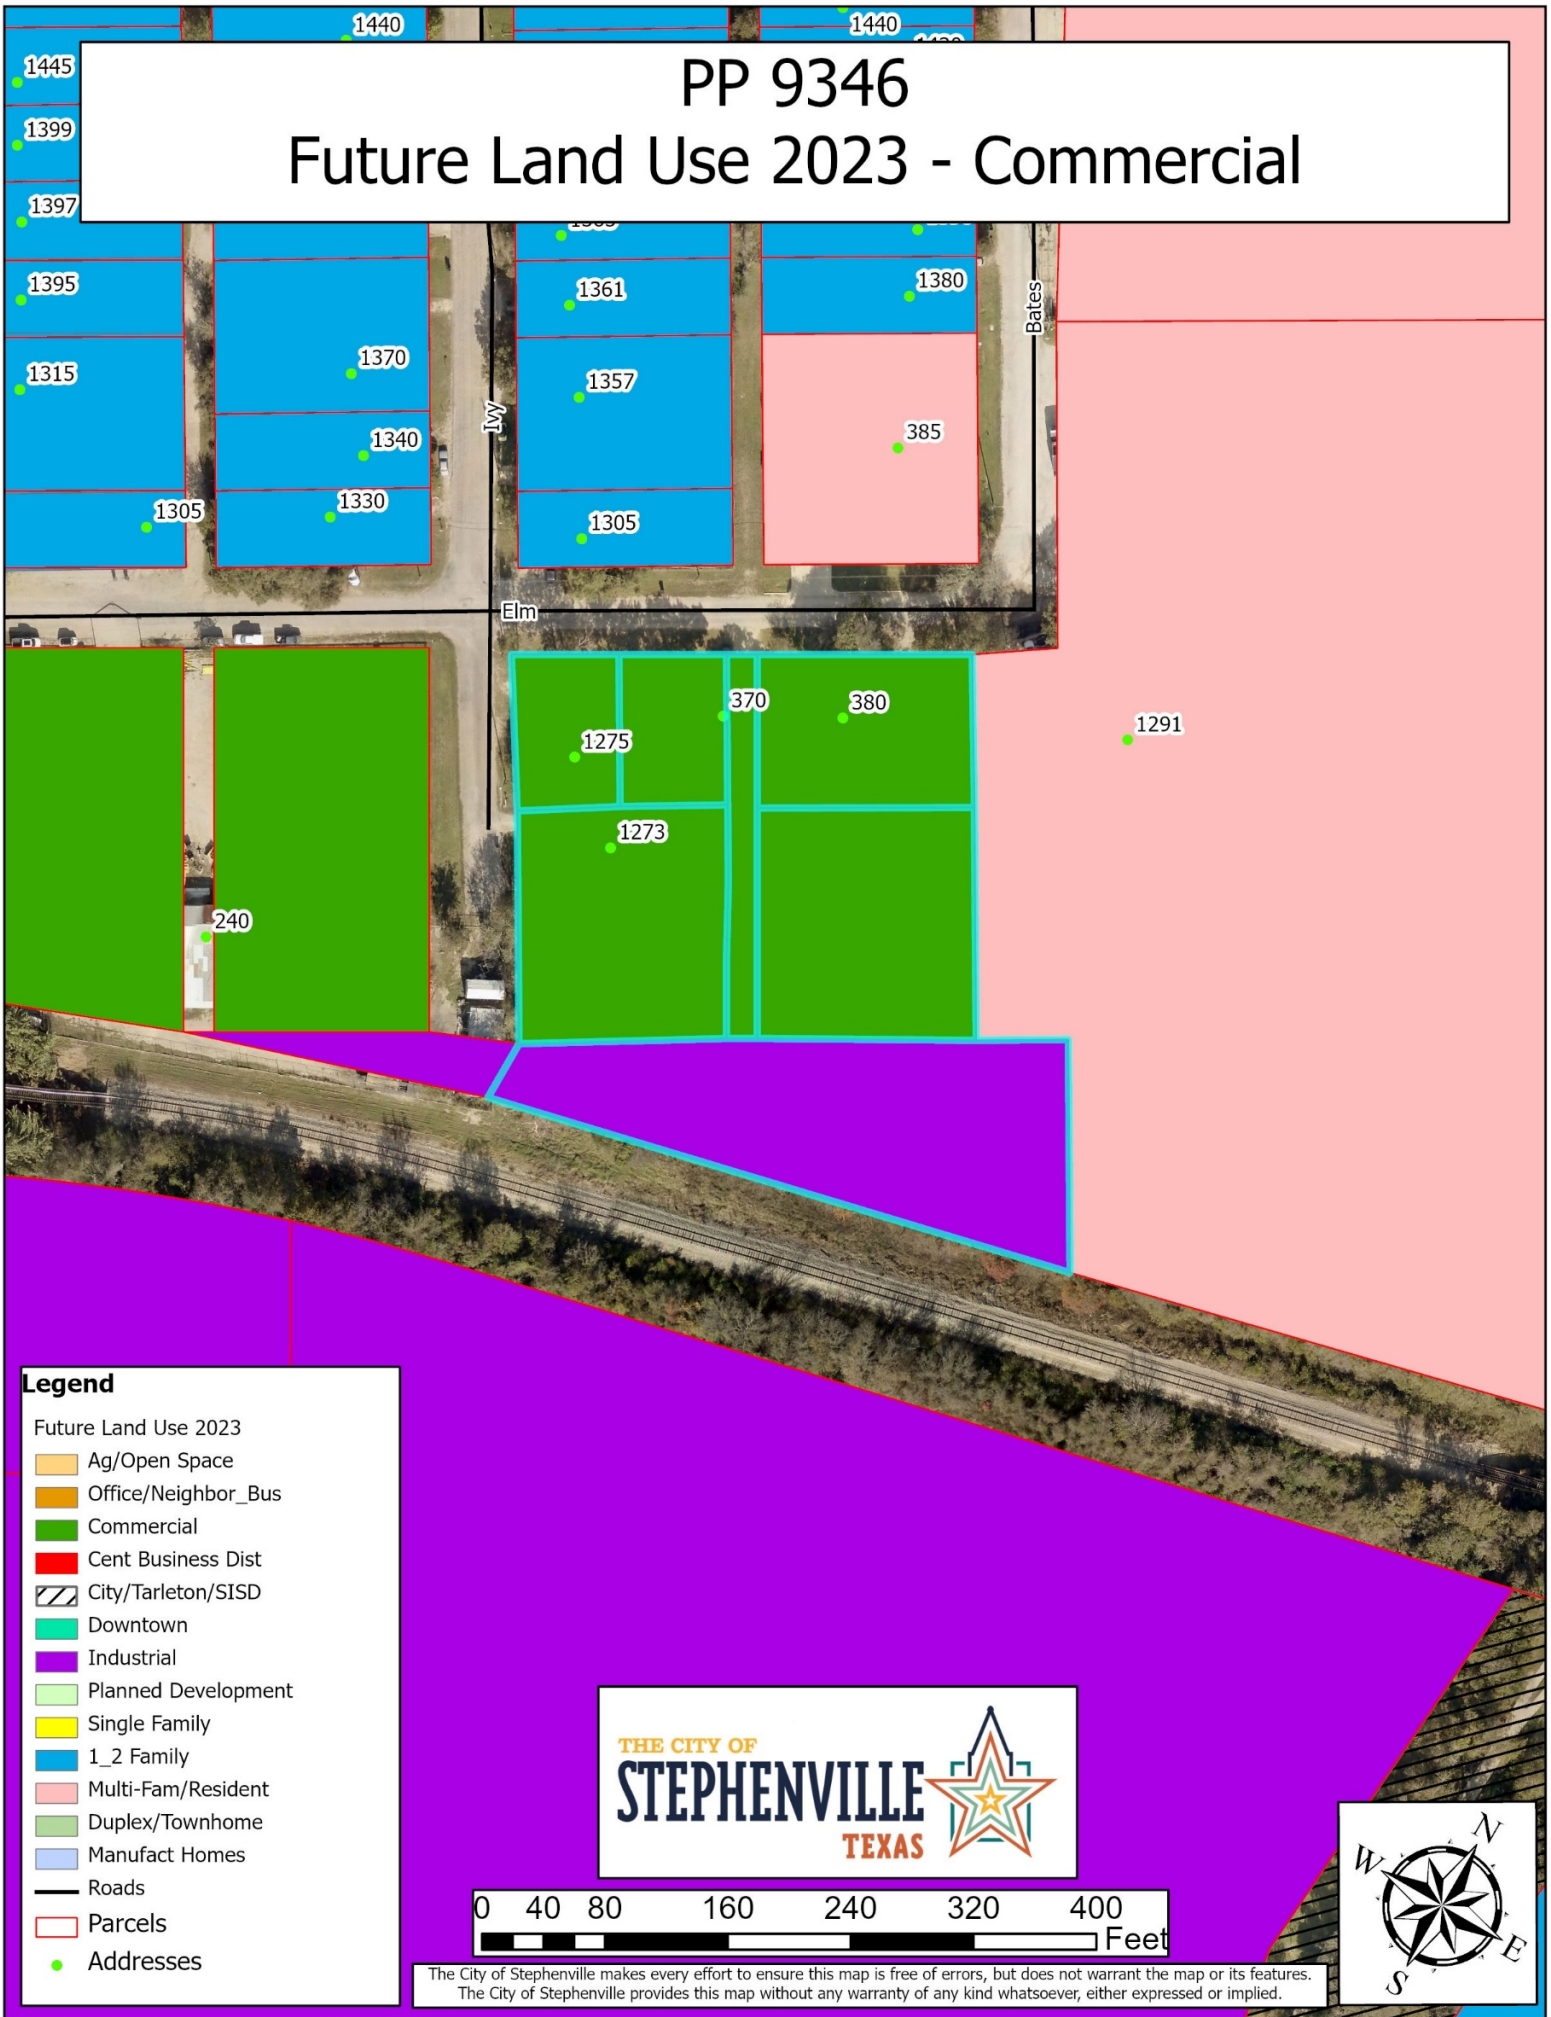 PP 9346
Future Land Use 2023 - Commercial
1440
1440
1445
1399
1397
1395
1361
1380
Bates
1315
1370
1357
Ivy
1340
385
1305
1330
1305
Elm
370
380
1275
1291
1273
240
Legend
Future Land Use 2023
Ag/Open Space
Office/Neighbor_Bus
Commercial
Cent Business Dist
City/Tarleton/SISD
Downtown
Industrial
Planned Development
Single Family
1_2 Family
Multi-Fam/Resident
Duplex/Townhome
Manufact Homes
Roads
Parcels
Addresses
THE CITY OF
STEPHENVILLE
TEXAS
0 40 80 160 240 320 400
Feet
N
W
E
S
The City of Stephenville makes every effort to ensure this map is free of errors, but does not warrant the map or its features.
The City of Stephenville provides this map without any warranty of any kind whatsoever, either expressed or implied.